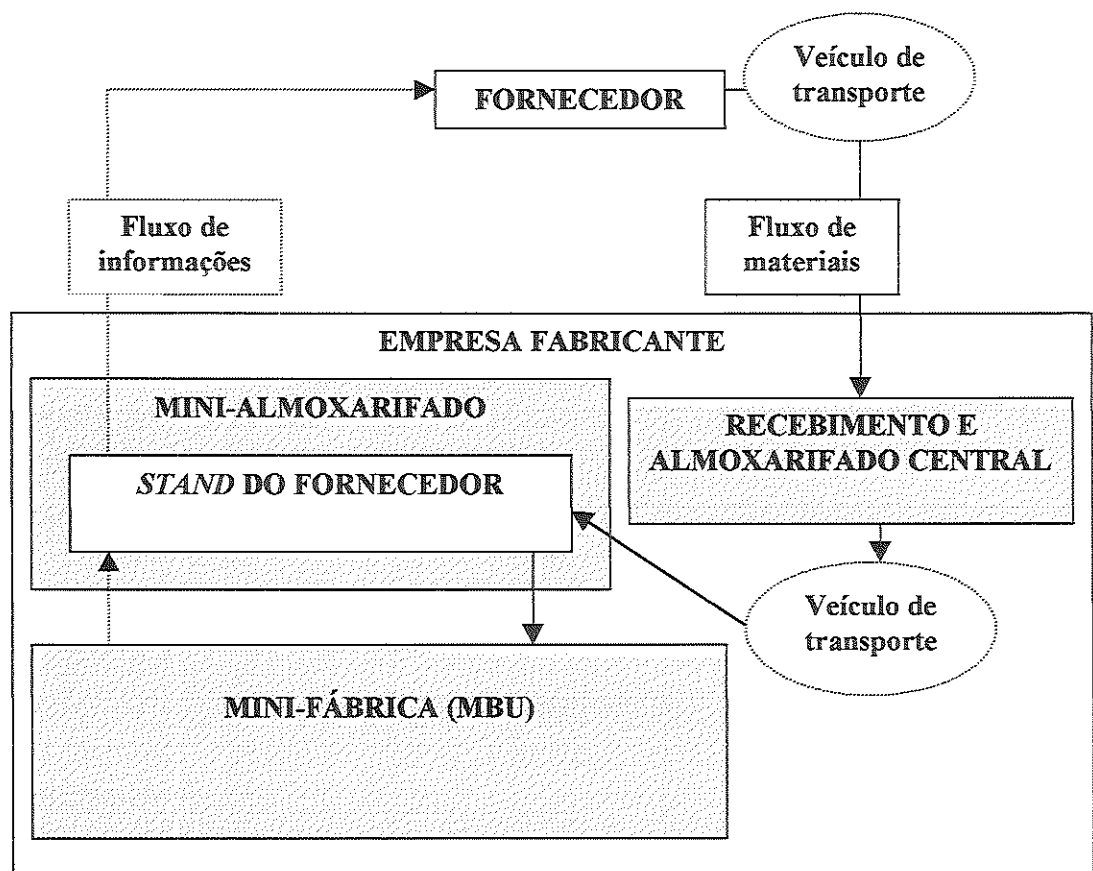 Veículo de
transporte
FORNECEDOR
Fluxo de
informações
Fluxo de
materiais
EMPRESA FABRICANTE
MINI-ALMOXARIFADO
STAND DO FORNECEDOR
RECEBIMENTO E
ALMOXARIFADO CENTRAL
Veículo de
transporte
MINI-FÁBRICA (MBU)